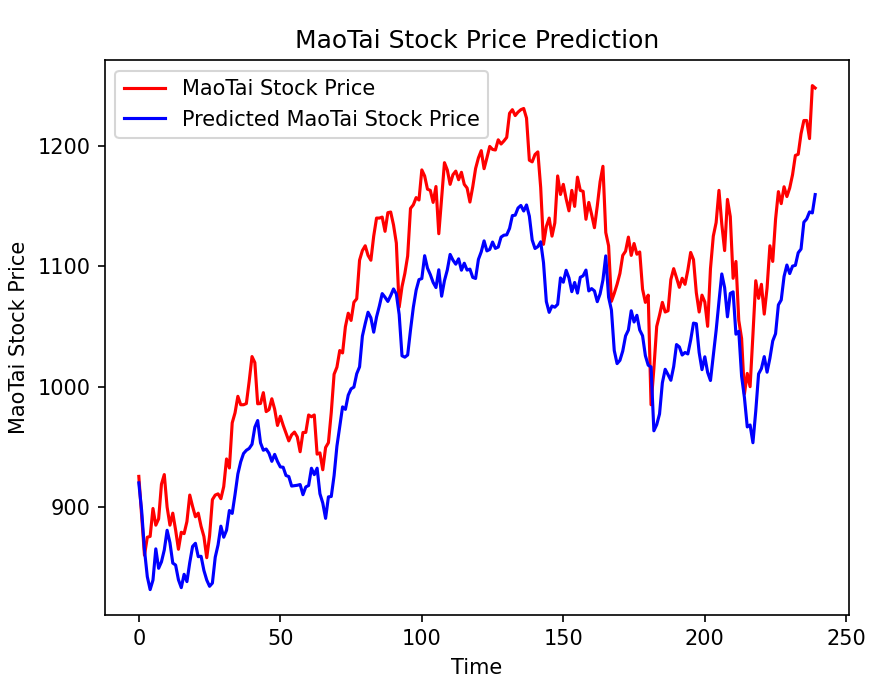 MaoTai Stock Price Prediction
MaoTai Stock Price
Predicted MaoTai Stock Price
MaoTai Stock Price
1200
1100
1000
900
0
50
100
150
200
250
Time